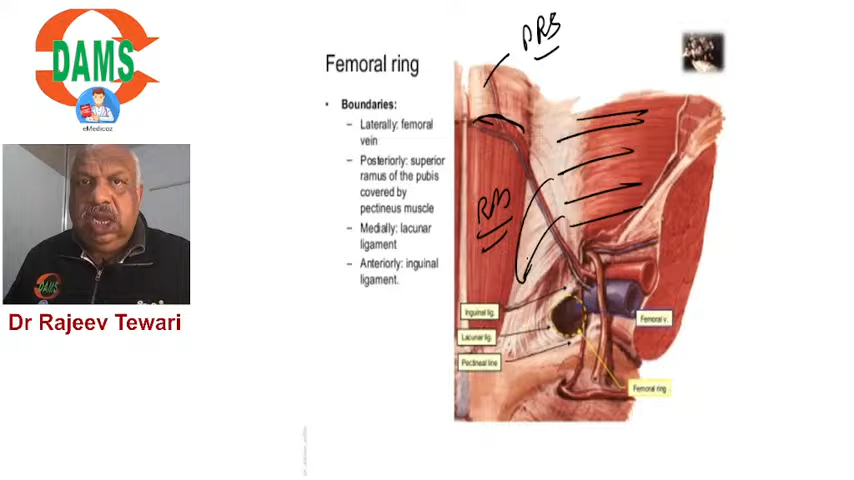 DAMS
eMedicoz
Dr Rajeev Tewari
Femoral ring
• Boundaries:
– Laterally: femoral
vein
– Posteriorly: superior
ramus of the pubis
covered by
pectineus muscle
– Medially: lacunar
ligament
– Anteriorly: inguinal
ligament.
PRS
RM
Inguinal lig.
Lacunar lig.
Pectineal line
Femoral v.
Femoral ring